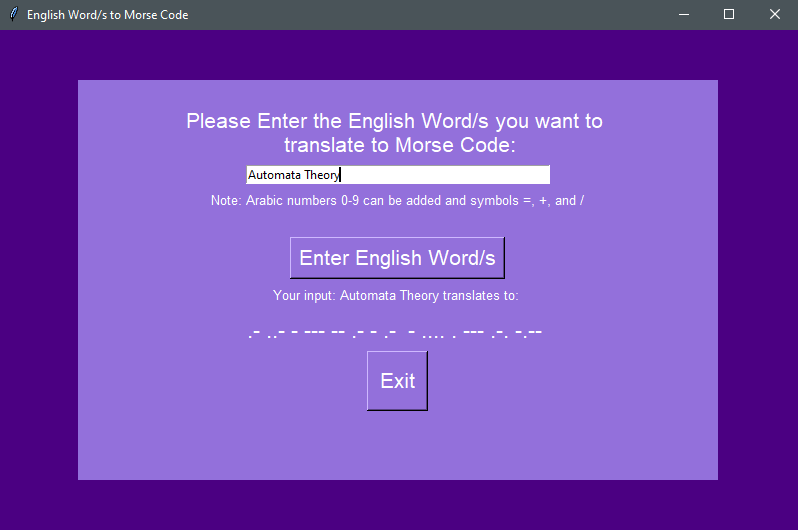 English Word/s to Morse Code
Please Enter the English Word/s you want to
translate to Morse Code:
Automata Theory
Note: Arabic numbers 0-9 can be added and symbols =, +, and /
Enter English Word/s
Your input: Automata Theory translates to:
.- ..- - --- -- .- - .-  - .... . --- .-. -.--
Exit